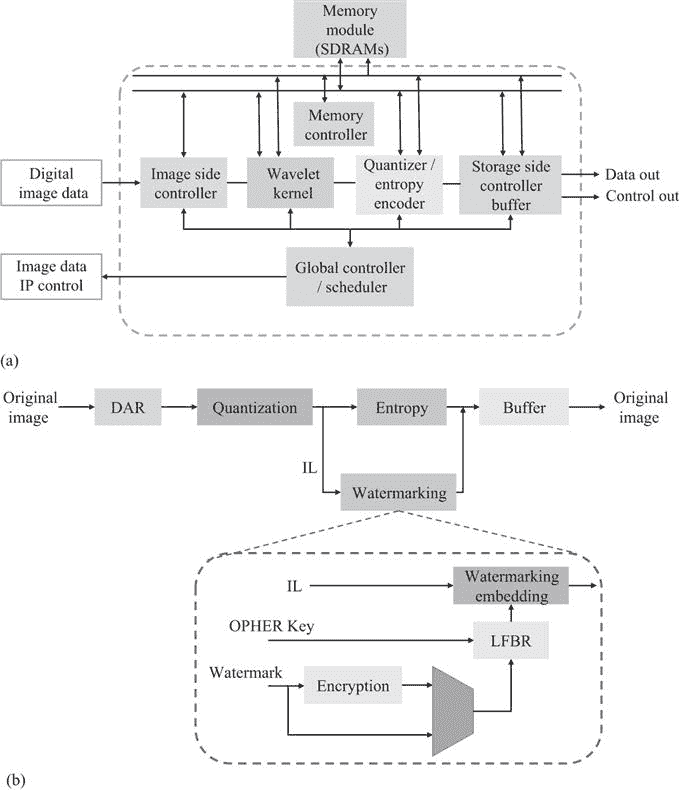 Memory
module
(SDRAMs)
Memory
controller
Digital
image data
Image side
controller
Wavelet
kernel
Quantizer /
entropy
encoder
Storage side
controller
buffer
Data out
Control out
Image data
IP control
Global controller
/ scheduler
(a)
Original
image
DAR
Quantization
Entropy
Buffer
Original
image
IL
Watermarking
IL
Watermarking
embedding
OPHER Key
LFBR
Watermark
Encryption
(b)